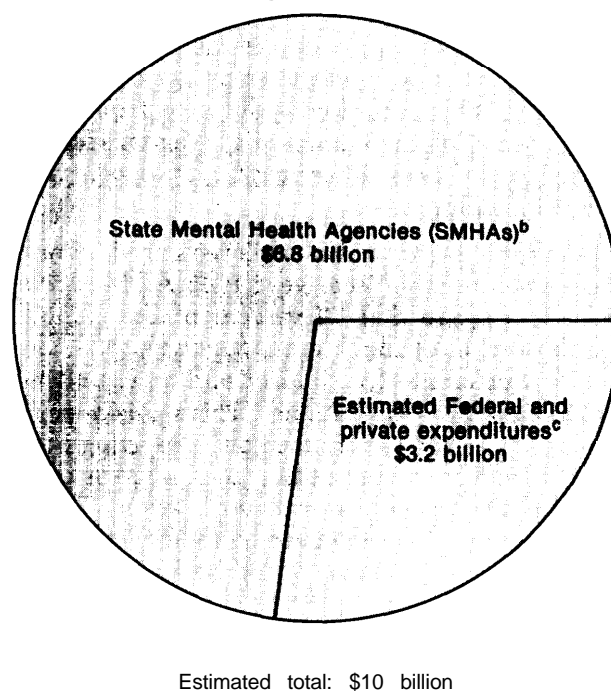 State Mental Health Agencies (SMHAs)ᵇ
$6.8 billion
Estimated Federal and
private expendituresᶜ
$3.2 billion
Estimated total: $10 billion